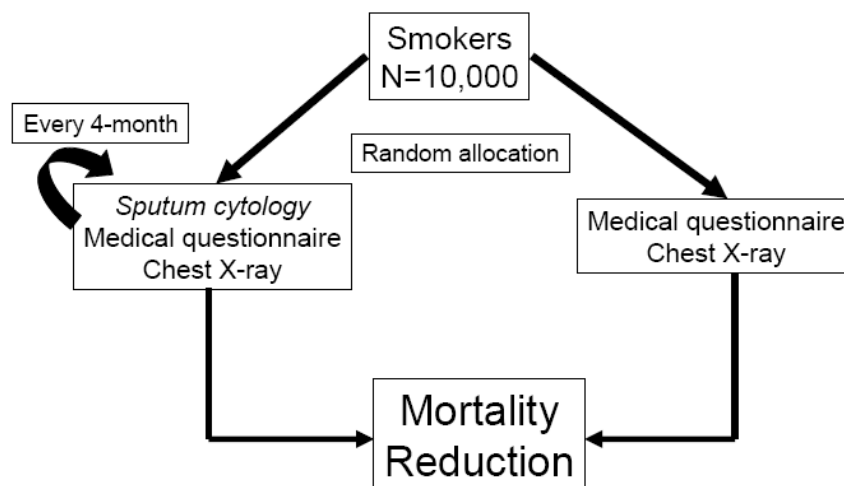 Smokers
N=10,000
Every 4-month
Random allocation
Sputum cytology
Medical questionnaire
Chest X-ray
Medical questionnaire
Chest X-ray
Mortality
Reduction